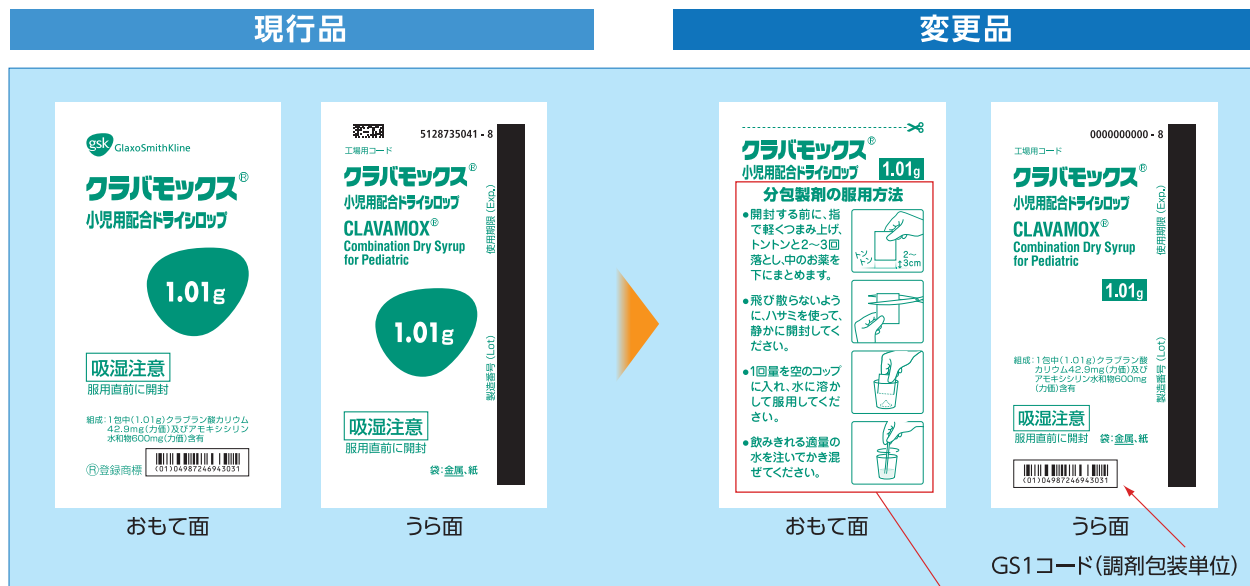 現行品
gsk GlaxoSmithKline
クラバモックス®
小児用配合ドライシロップ
1.01g
吸湿注意
服用直前に開封
組成：1包中（1.01g）クラブラン酸カリウム
42.9mg（力価）及びアモキシシリン
水和物600mg（力価）含有
Ⓡ登録商標
(01)04987246943031
おもて面
5128735041 - 8
工場用コード
クラバモックス®
小児用配合ドライシロップ
CLAVAMOX®
Combination Dry Syrup
for Pediatric
1.01g
吸湿注意
服用直前に開封
袋：金属、紙
使用期限（Exp.）
製造番号（Lot）
うら面
変更品
クラバモックス®
小児用配合ドライシロップ
1.01g
分包製剤の服用方法
●開封する前に、指
で軽くつまみ上げ、
トントンと2〜3回
落とし、中のお薬を
下にまとめます。
トントン
2〜
3cm
●飛び散らないよう
に、ハサミを使って、
静かに開封してく
ださい。
●1回量を空のコップ
に入れ、水に溶か
して服用してくだ
さい。
●飲みきれる適量の
水を注いでかき混
ぜてください。
おもて面
0000000000 - 8
工場用コード
クラバモックス®
小児用配合ドライシロップ
CLAVAMOX®
Combination Dry Syrup
for Pediatric
1.01g
組成：1包中（1.01g）クラブラン酸
カリウム42.9mg（力価）及び
アモキシシリン水和物600mg
（力価）含有
吸湿注意
服用直前に開封 袋：金属、紙
(01)04987246943031
使用期限（Exp.）
製造番号（Lot）
うら面
GS1コード（調剤包装単位）